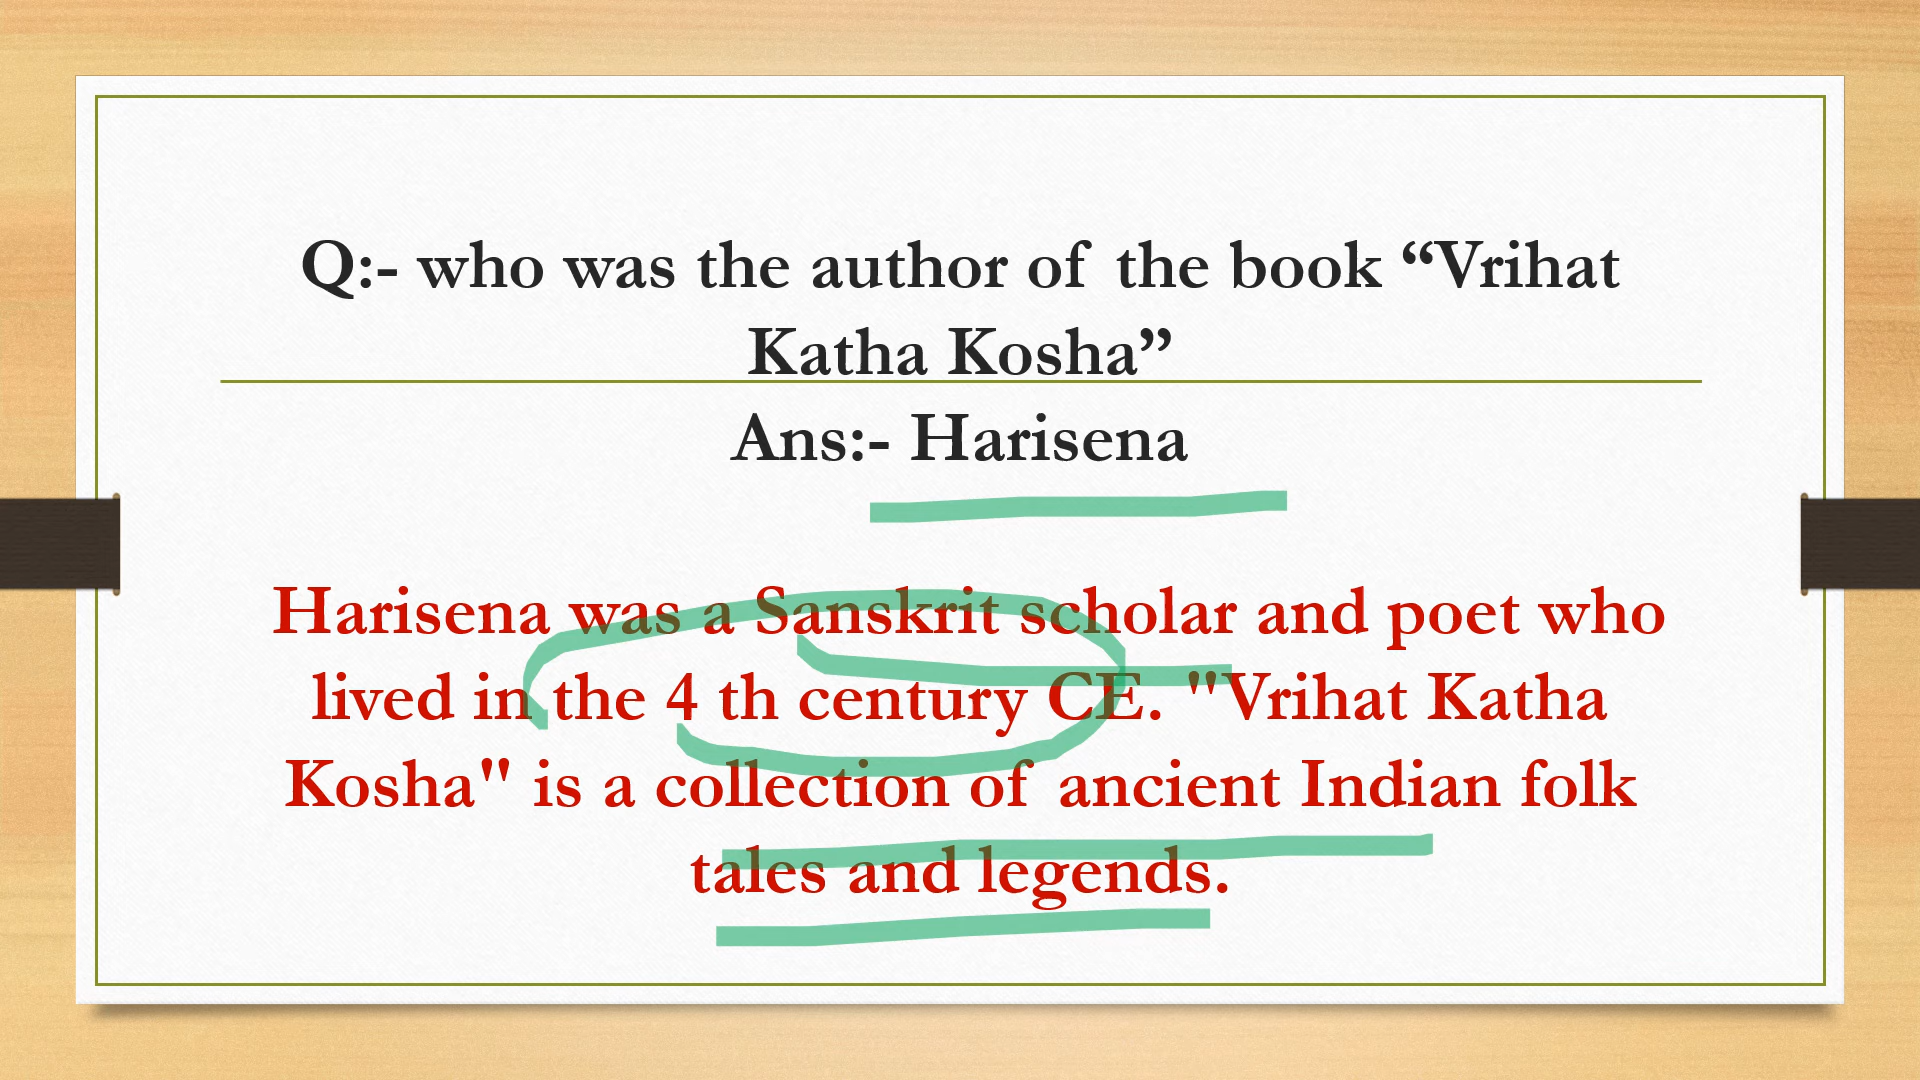 Q:- who was the author of the book “Vrihat
Katha Kosha”
Ans:- Harisena
Harisena was a Sanskrit scholar and poet who
lived in the 4 th century CE. "Vrihat Katha
Kosha" is a collection of ancient Indian folk
tales and legends.